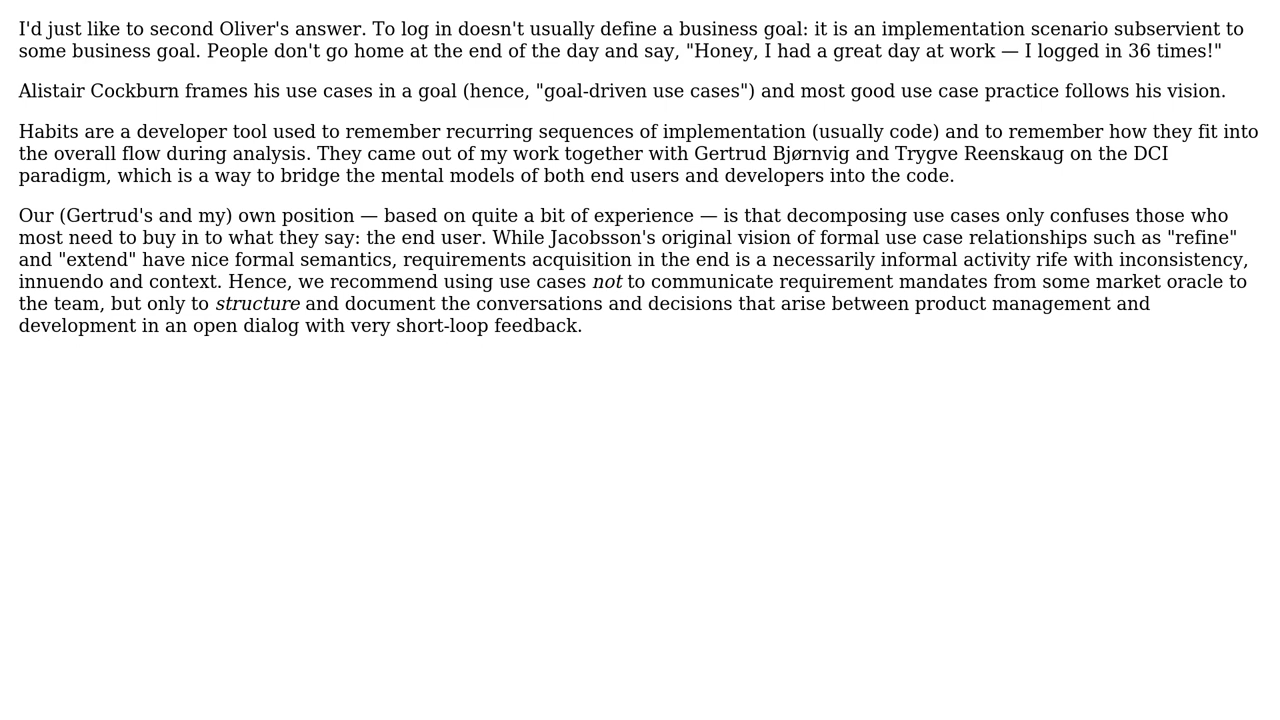 I'd just like to second Oliver's answer. To log in doesn't usually define a business goal: it is an implementation scenario subservient to
some business goal. People don't go home at the end of the day and say, "Honey, I had a great day at work — I logged in 36 times!"
Alistair Cockburn frames his use cases in a goal (hence, "goal-driven use cases") and most good use case practice follows his vision.
Habits are a developer tool used to remember recurring sequences of implementation (usually code) and to remember how they fit into
the overall flow during analysis. They came out of my work together with Gertrud Bjørnvig and Trygve Reenskaug on the DCI
paradigm, which is a way to bridge the mental models of both end users and developers into the code.
Our (Gertrud's and my) own position — based on quite a bit of experience — is that decomposing use cases only confuses those who
most need to buy in to what they say: the end user. While Jacobsson's original vision of formal use case relationships such as "refine"
and "extend" have nice formal semantics, requirements acquisition in the end is a necessarily informal activity rife with inconsistency,
innuendo and context. Hence, we recommend using use cases not to communicate requirement mandates from some market oracle to
the team, but only to structure and document the conversations and decisions that arise between product management and
development in an open dialog with very short-loop feedback.